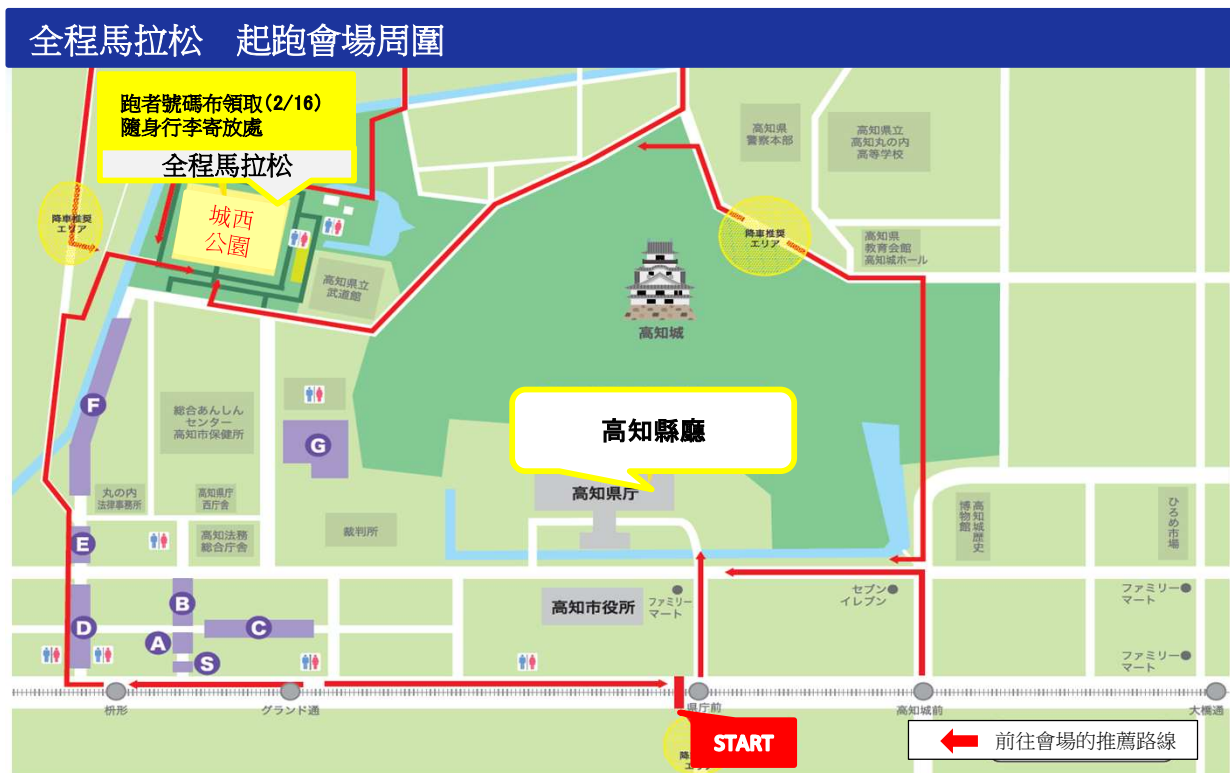 全程馬拉松　起跑會場周圍
跑者號碼布領取(2/16)
隨身行李寄放處
全程馬拉松
城西
公園
降車推奨
エリア
高知県立
武道館
高知県
警察本部
高知県立
高知丸の内
高等学校
降車推奨
エリア
高知県
教育会館
高知城ホール
高知城
F
総合あんしん
センター
高知市保健所
G
高知縣廳
高知県庁
丸の内
法律事務所
高知県庁
西庁舎
高知法務
総合庁舎
裁判所
高知城歴史
博物館
ひろめ市場
E
B
D
A
C
S
高知市役所
ファミリー
マート
セブン
イレブン
ファミリー
マート
ファミリー
マート
枡形
グランド通
県庁前
高知城前
大橋通
START
前往會場的推薦路線